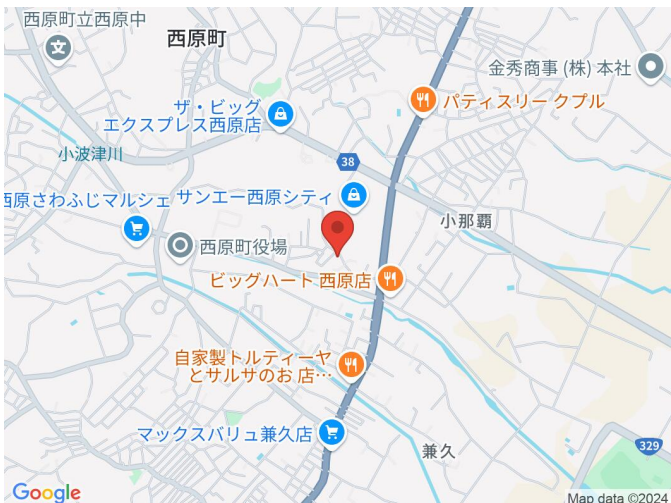 西原町立西原中
西原町
金秀商事 (株) 本社
パティスリー クプル
ザ・ビッグ
エクスプレス西原店
小波津川
38
西原さわふじマルシェ
サンエー西原シティ
小那覇
西原町役場
ビッグハート 西原店
自家製トルティーヤ
とサルサのお 店…
マックスバリュ兼久店
兼久
329
Google
Map data ©2024